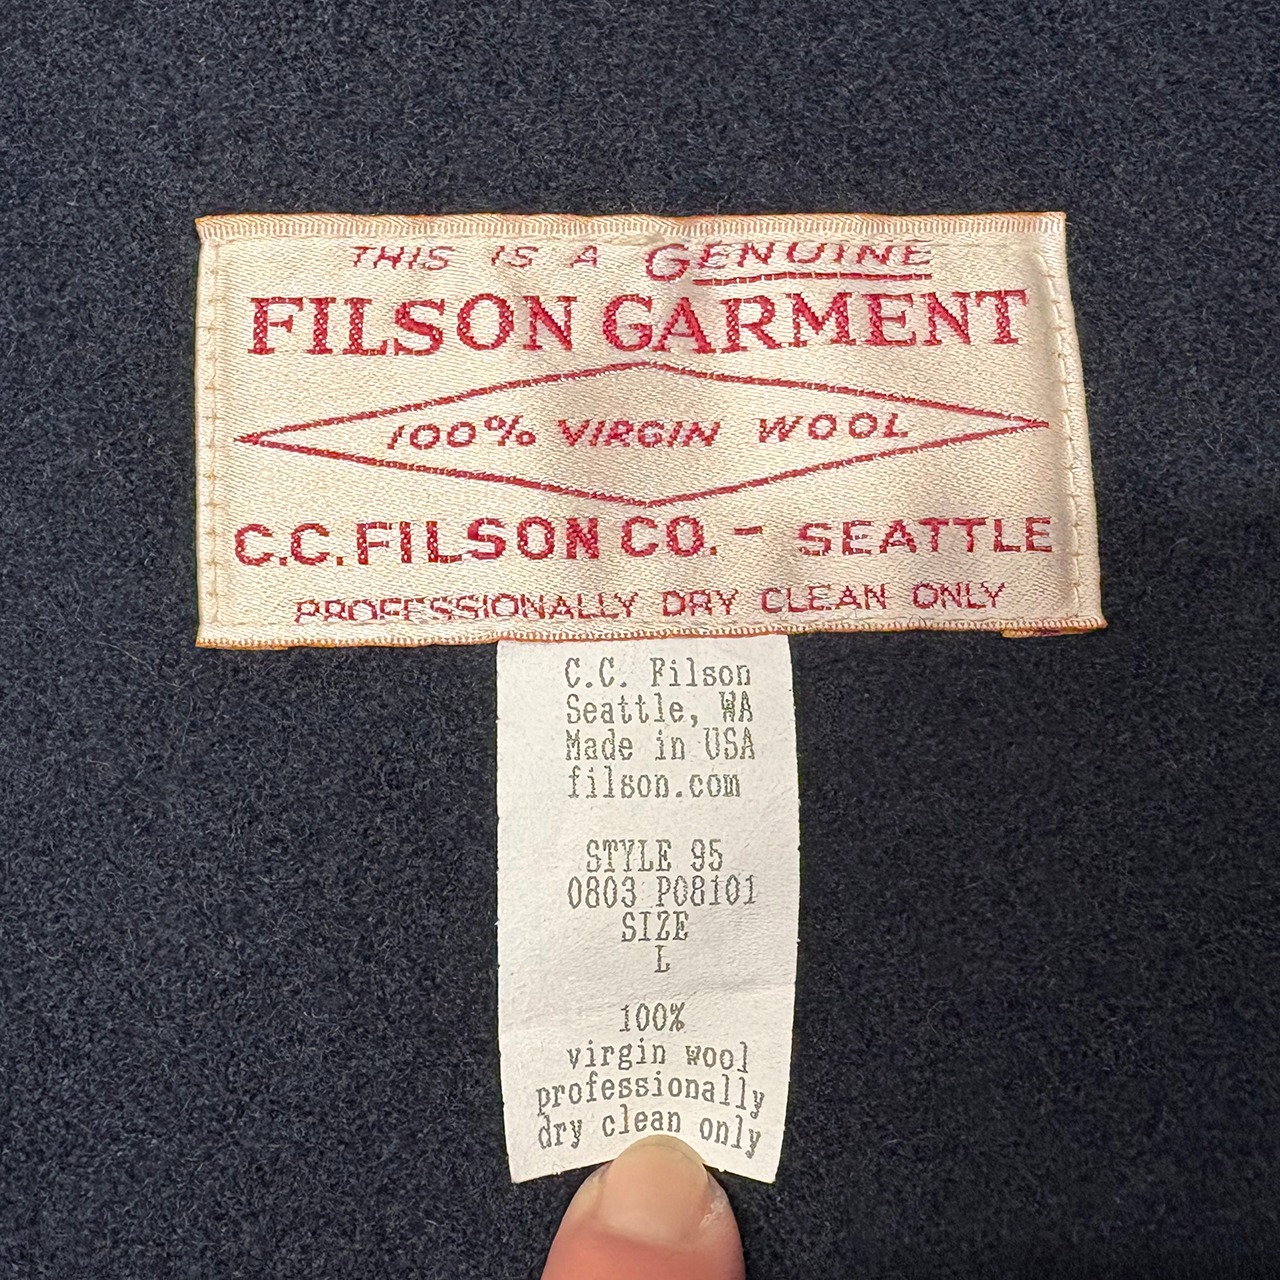 THIS IS A GENUINE
FILSON GARMENT
100% VIRGIN WOOL
C.C. FILSON CO. - SEATTLE
PROFESSIONALLY DRY CLEAN ONLY
C.C. Filson
Seattle, WA
Made in USA
filson.com
STYLE 95
0803 P08101
SIZE
L
100%
virgin wool
professionally
dry clean only